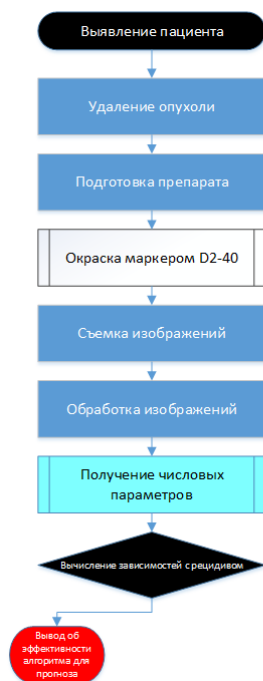 Выявление пациента
Удаление опухоли
Подготовка препарата
Окраска маркером D2-40
Съемка изображений
Обработка изображений
Получение числовых
параметров
Вычисление зависимостей с рецидивом
Вывод об
эффективности
алгоритма для
прогноза